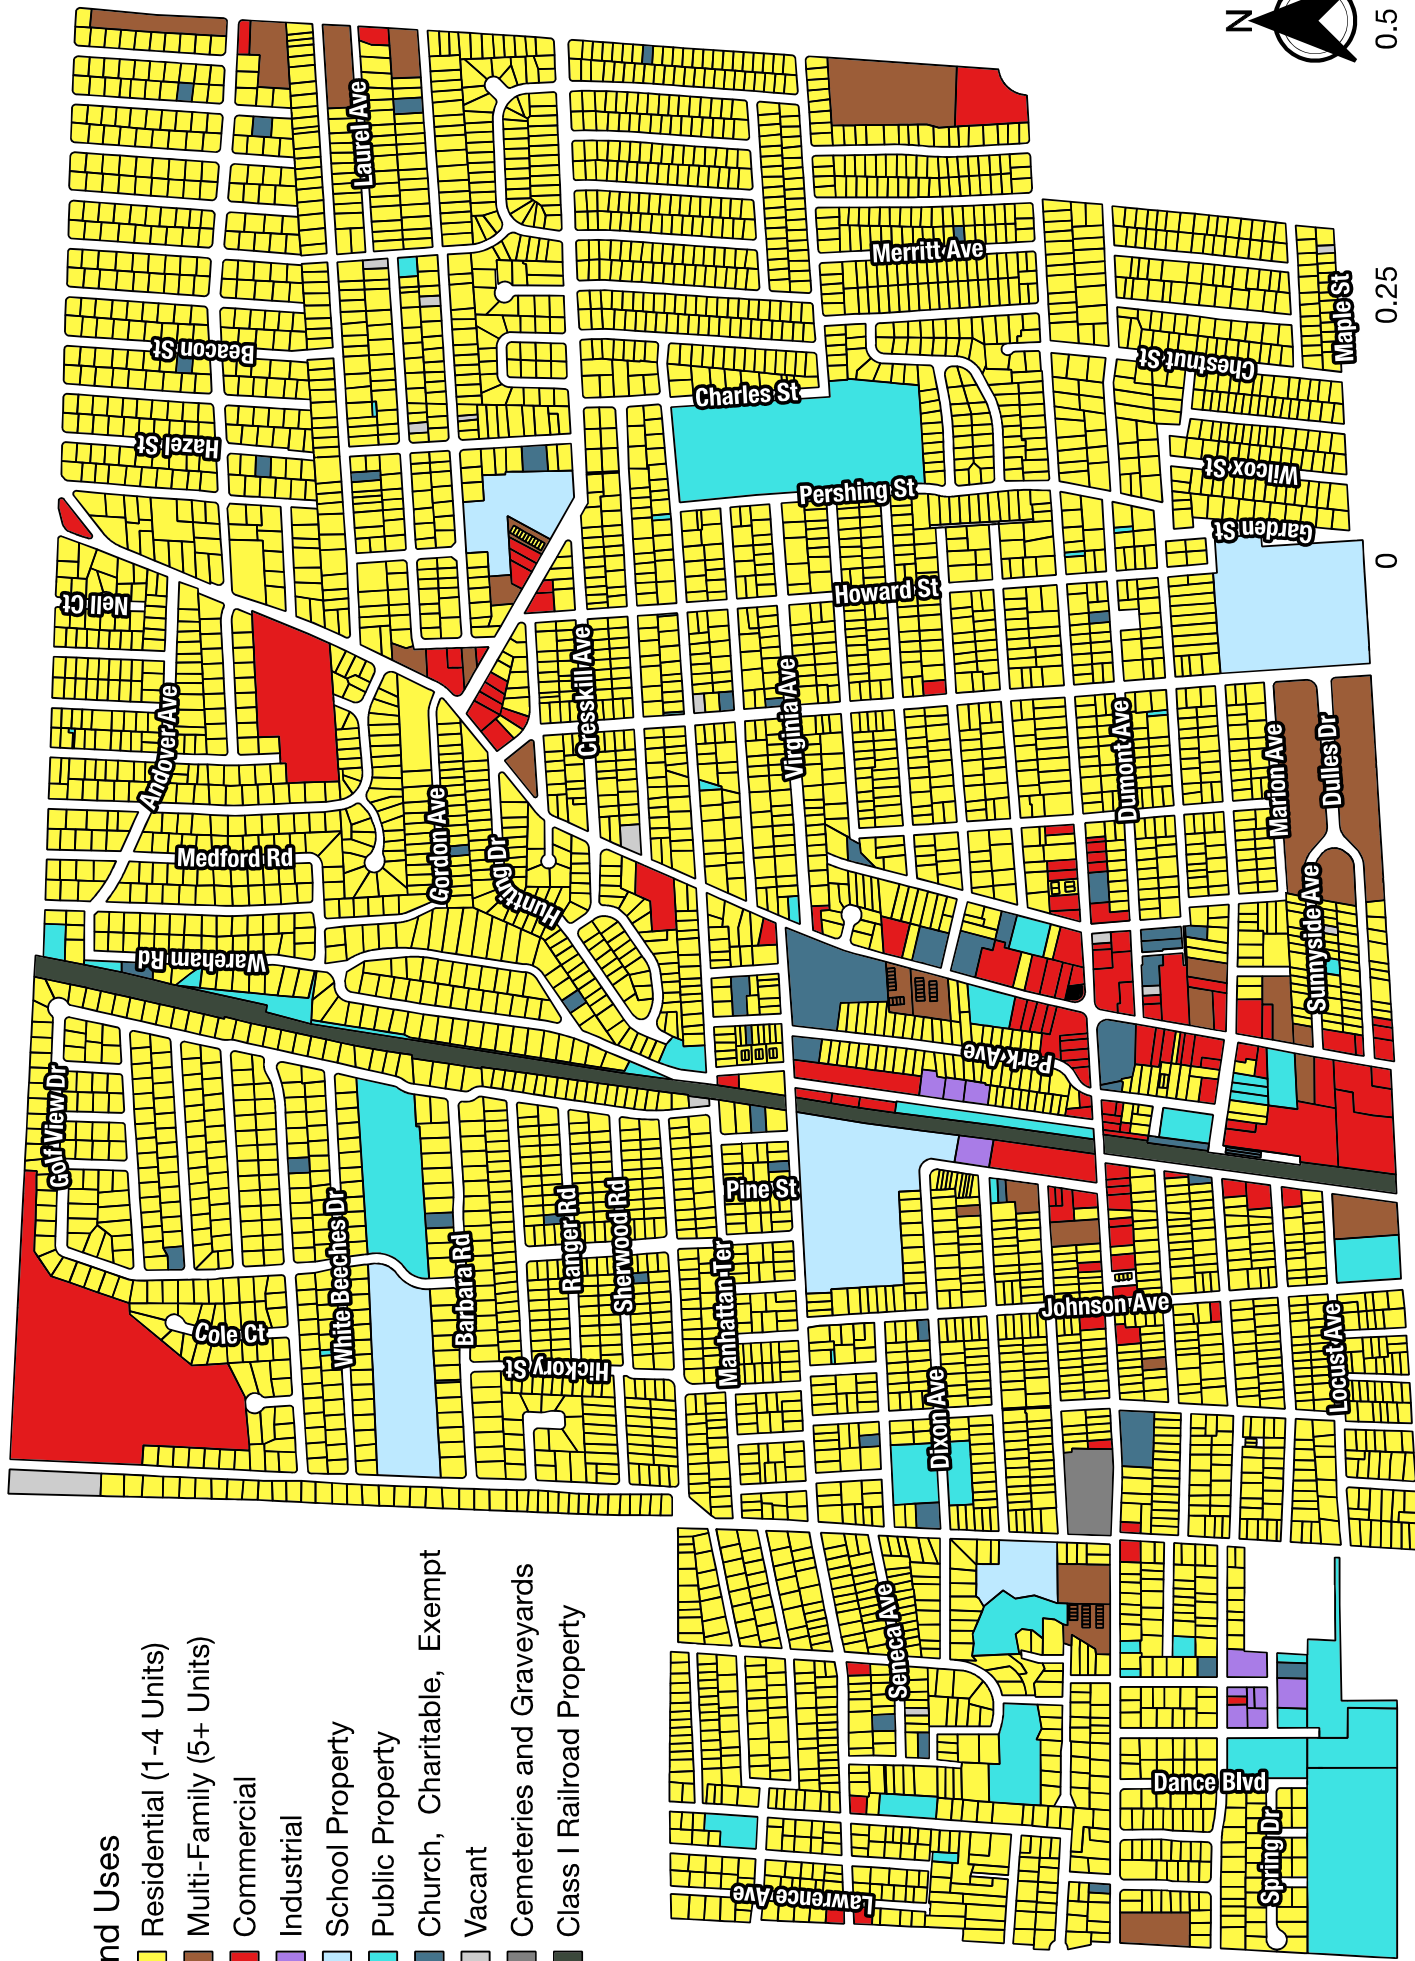 nd Uses
Residential (1-4 Units)
Multi-Family (5+ Units)
Commercial
Industrial
School Property
Public Property
Church, Charitable, Exempt
Vacant
Cemeteries and Graveyards
Class I Railroad Property
N
0.5
0.25
0
Laurel Ave
Beacon St
Hazel St
Nell Ct
Andover Ave
Medford Rd
Wareham Rd
Golf View Dr
Cole Ct
White Beeches Dr
Barbara Rd
Hickory St
Ranger Rd
Sherwood Rd
Manhattan Ter
Pine St
Gordon Ave
Hunting Dr
Cresskill Ave
Virginia Ave
Charles St
Pershing St
Howard St
Merritt Ave
Chestnut St
Maple St
Wilcox St
Garden St
Dumont Ave
Marion Ave
Dulles Dr
Sunnyside Ave
Park Ave
Johnson Ave
Dixon Ave
Locust Ave
Seneca Ave
Lawrence Ave
Dance Blvd
Spring Dr